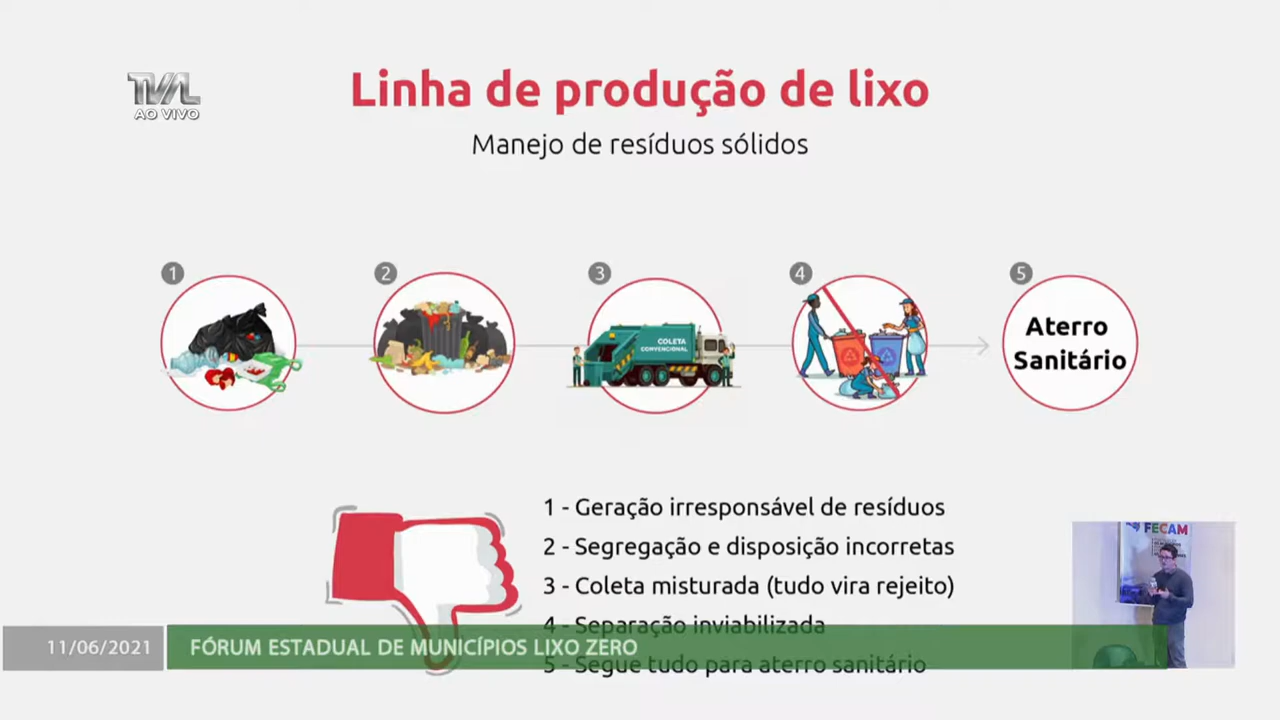 TVAL
AO VIVO
Linha de produção de lixo
Manejo de resíduos sólidos
1
2
3
4
5
COLETA
CONVENCIONAL
Aterro
Sanitário
1 - Geração irresponsável de resíduos
2 - Segregação e disposição incorretas
3 - Coleta misturada (tudo vira rejeito)
4 - Separação inviabilizada
5 - Segue tudo para aterro sanitário
FECAM
11/06/2021
FÓRUM ESTADUAL DE MUNICÍPIOS LIXO ZERO